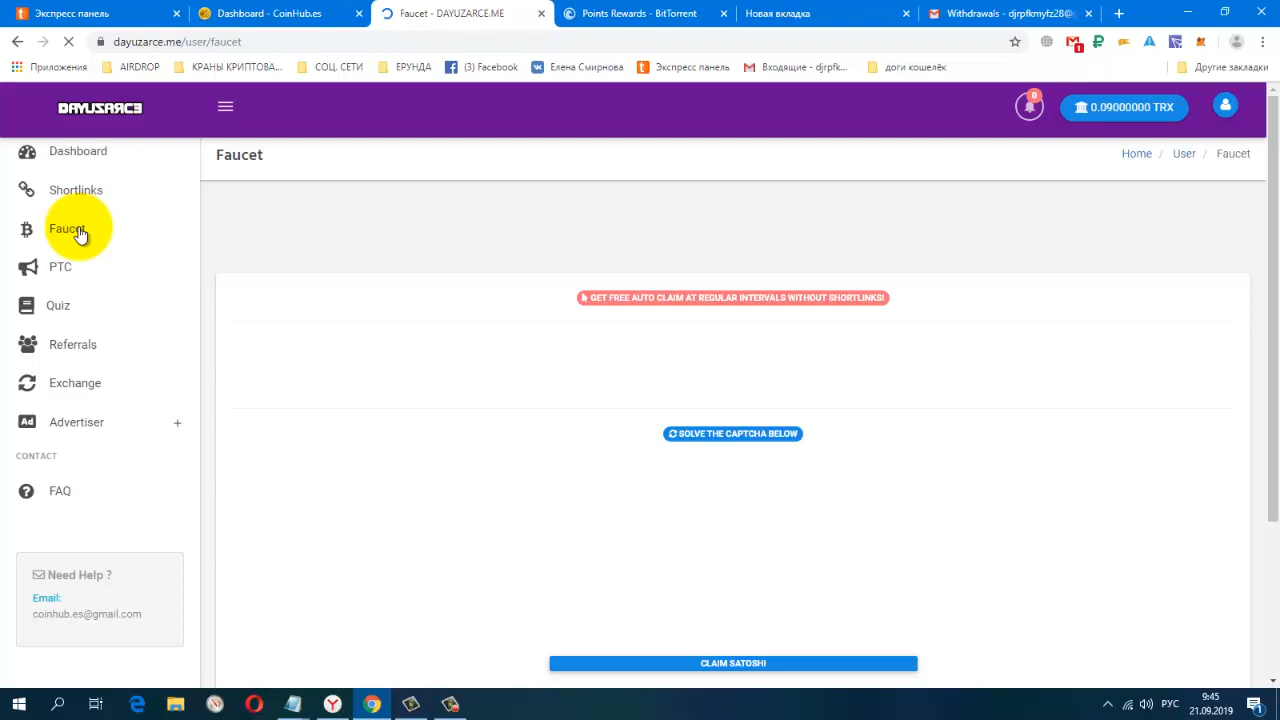 Экспресс панель
Dashboard - CoinHub.es
Faucet - DAYUZARCE.ME
Points Rewards - BitTorrent
Новая вкладка
Withdrawals - djrpfkmyfz28@
dayuzarce.me/user/faucet
1
Приложения
AIRDROP
КРАНЫ КРИПТОВА...
СОЦ. СЕТИ
ЕРУНДА
(3) Facebook
Елена Смирнова
Экспресс панель
Входящие - djrpfk...
доги кошелёк
Другие закладки
DAYUZARCE
0
0.09000000 TRX
Dashboard
Shortlinks
Faucet
PTC
Quiz
Referrals
Exchange
Ad Advertiser +
CONTACT
FAQ
Need Help ?
Email:
coinhub.es@gmail.com
Faucet
Home / User / Faucet
GET FREE AUTO CLAIM AT REGULAR INTERVALS WITHOUT SHORTLINKS!
SOLVE THE CAPTCHA BELOW
CLAIM SATOSHI
РУС
9:45
21.09.2019
1